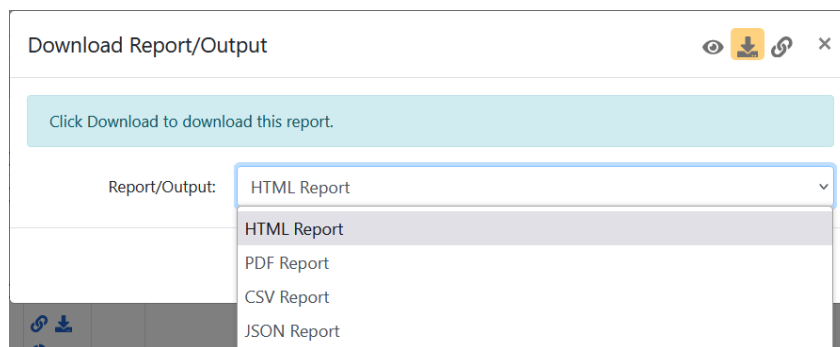 Download Report/Output
Click Download to download this report.
Report/Output: HTML Report
HTML Report
PDF Report
CSV Report
JSON Report